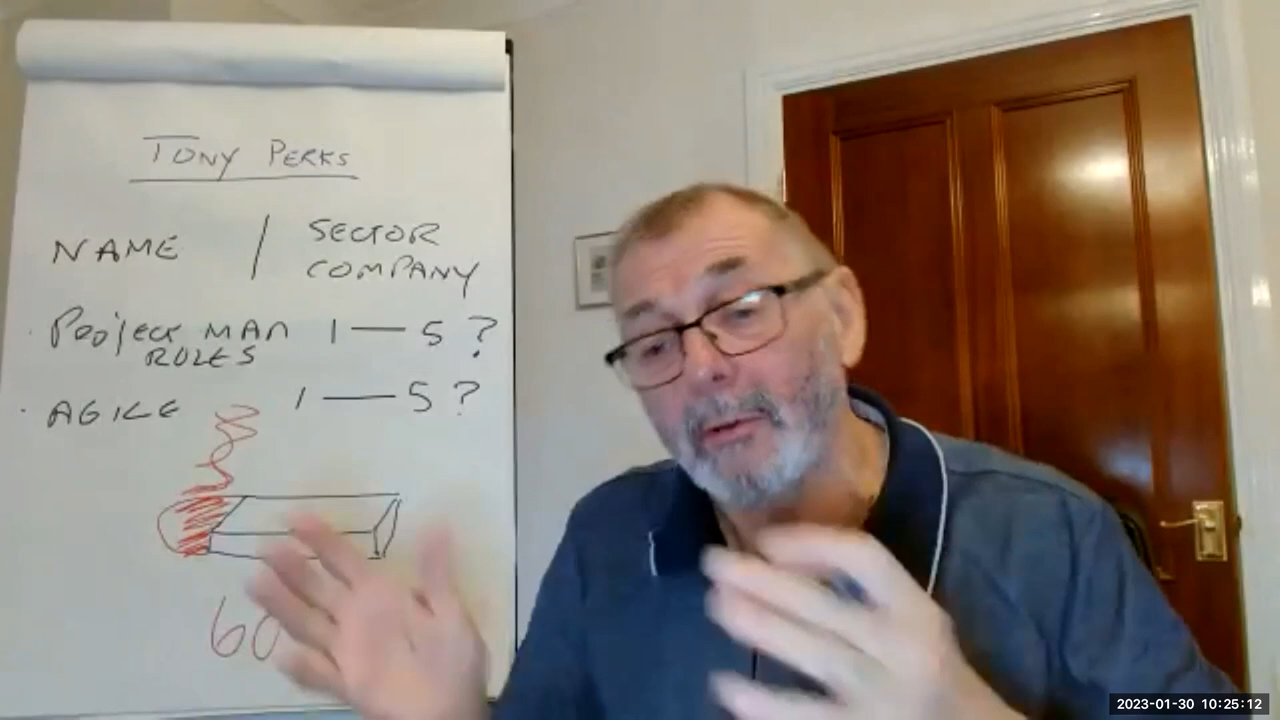 TONY PERKS
NAME | SECTOR
COMPANY
· Project MAN 1 — 5 ?
ROLES
· AGILE 1 — 5 ?
60
2023-01-30 10:25:12